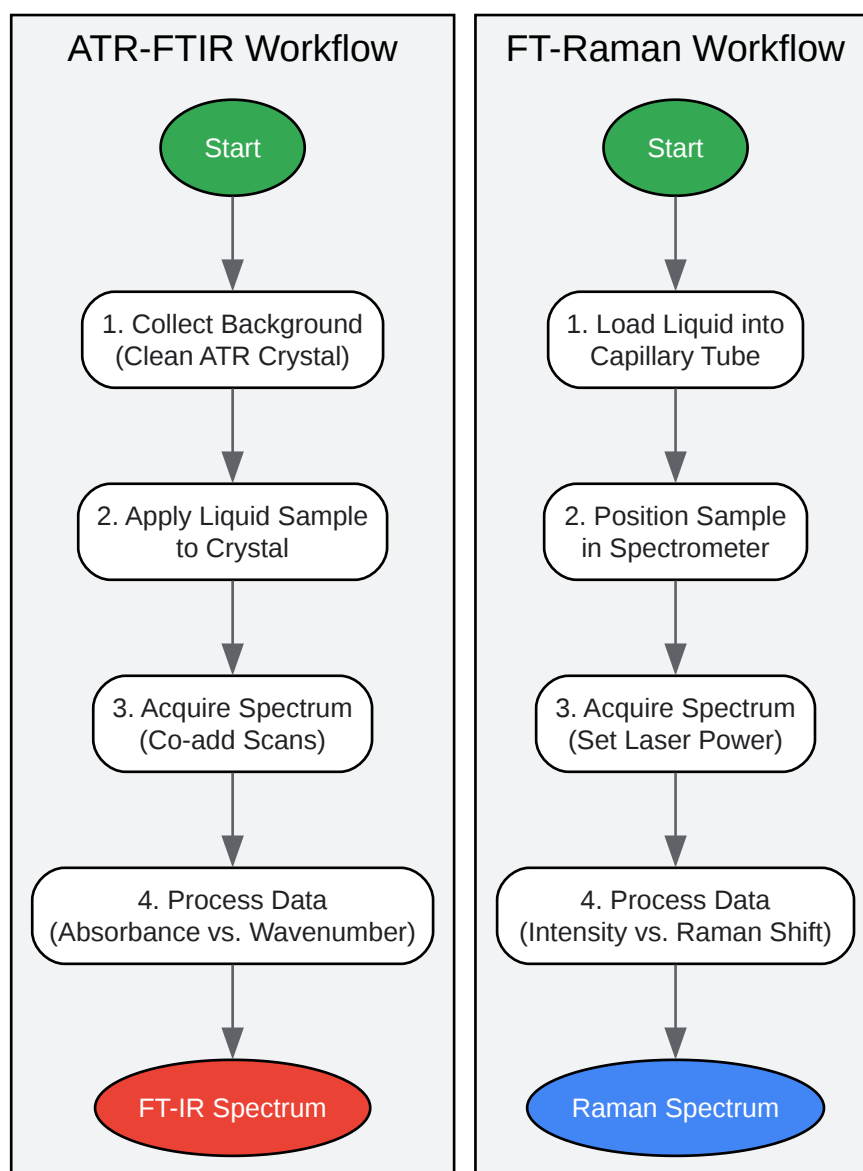 ATR-FTIR Workflow
Start
1. Collect Background
(Clean ATR Crystal)
2. Apply Liquid Sample
to Crystal
3. Acquire Spectrum
(Co-add Scans)
4. Process Data
(Absorbance vs. Wavenumber)
FT-IR Spectrum
FT-Raman Workflow
Start
1. Load Liquid into
Capillary Tube
2. Position Sample
in Spectrometer
3. Acquire Spectrum
(Set Laser Power)
4. Process Data
(Intensity vs. Raman Shift)
Raman Spectrum